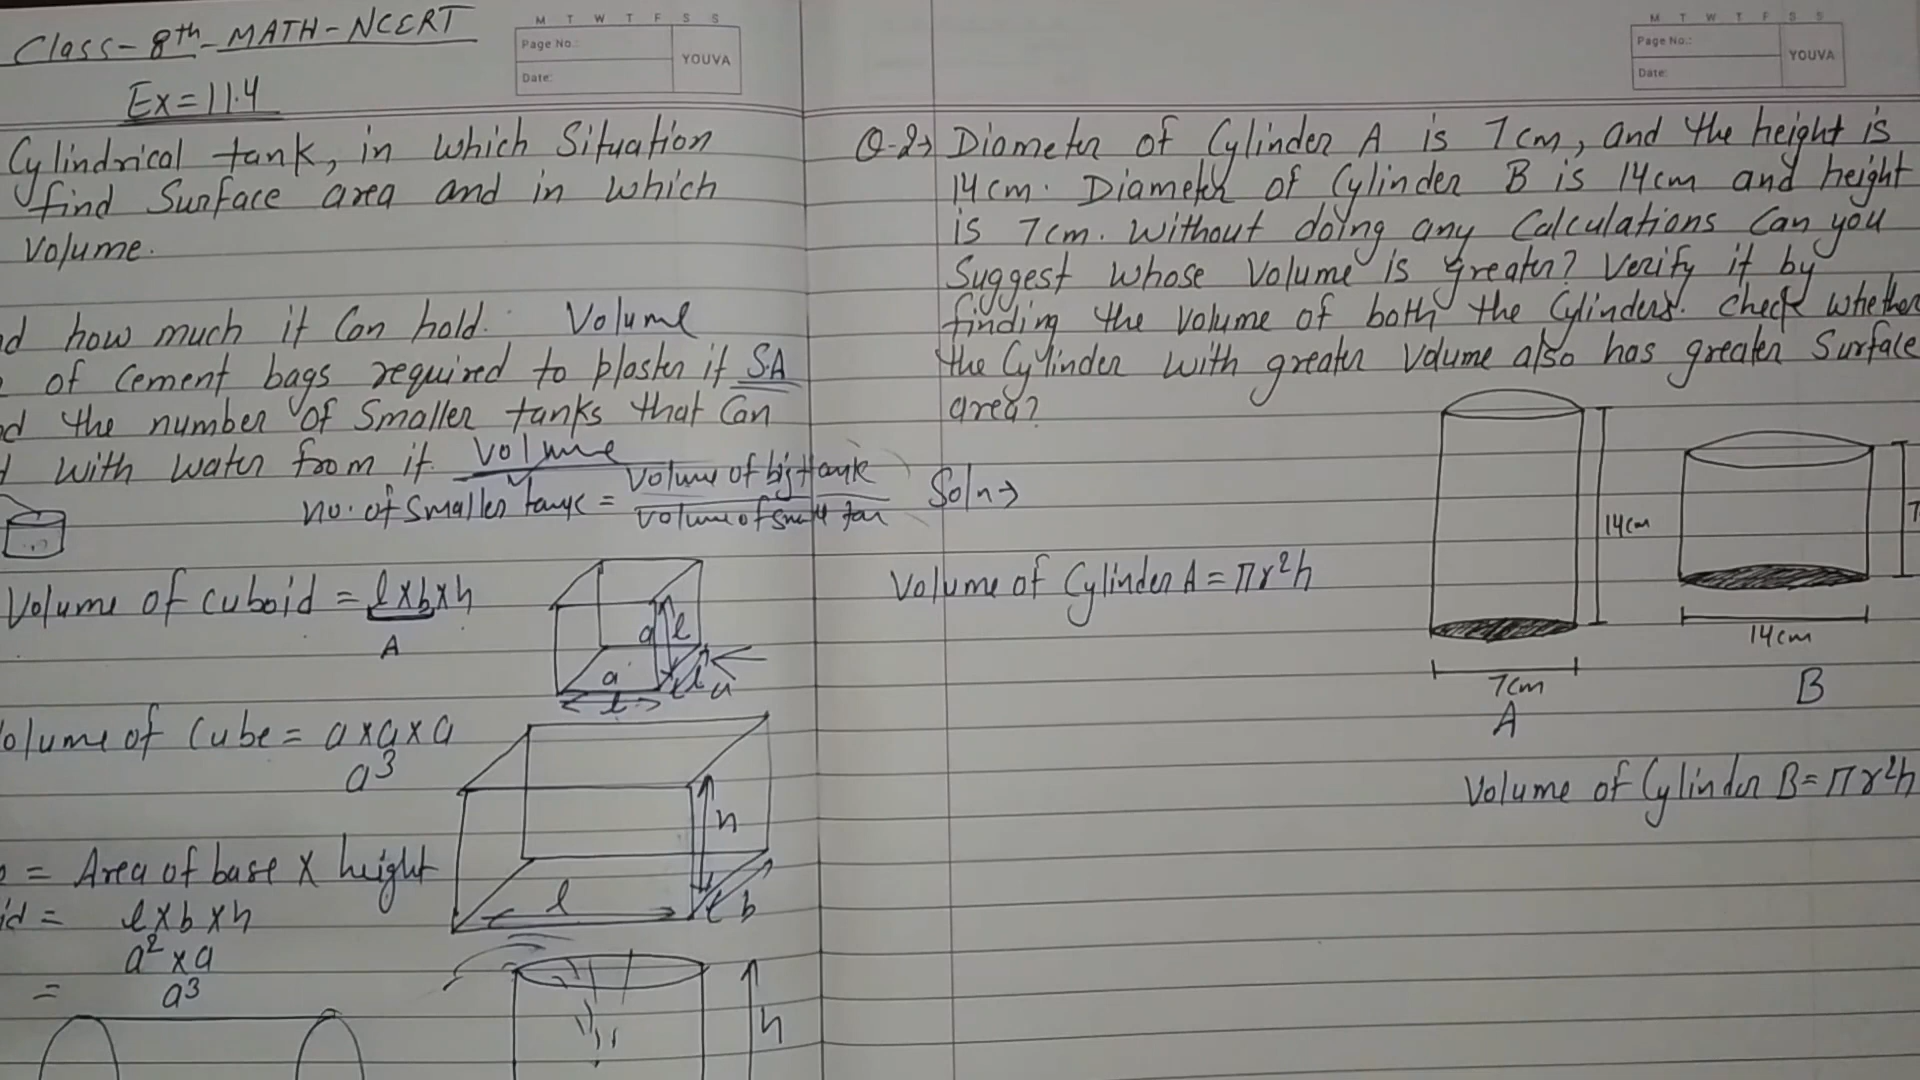 Class-8th-MATH-NCERT
M T W T F S S
Page No.:
YOUVA
Date:
Ex=11.4
Cylindrical tank, in which Situation
find Surface area and in which
Volume.
how much it Can hold. Volume
of Cement bags required to plaster it S.A
the number of Smaller tanks that Can
with water from it. Volume
no. of Smaller tank = Volume of big tank
Volume of small tan
Volume of cuboid = l×b×h
A
a l
a l a
l
Volume of Cube = a×a×a
a3
h
= Area of base × height
l b
id = l×b×h
a2×a
= a3
h
M T W T F S S
Page No.:
YOUVA
Date:
Q-2→ Diameter of Cylinder A is 7cm, and the height is
14cm. Diameter of Cylinder B is 14cm and height
is 7cm. Without doing any Calculations Can you
Suggest whose Volume is greater? Verify it by
finding the Volume of both the Cylinders. Check whether
the Cylinder with greater Volume also has greater Surface
area?
Soln→
14cm
7
Volume of Cylinder A = πr2h
14cm
7cm
B
A
Volume of Cylinder B = πr2h